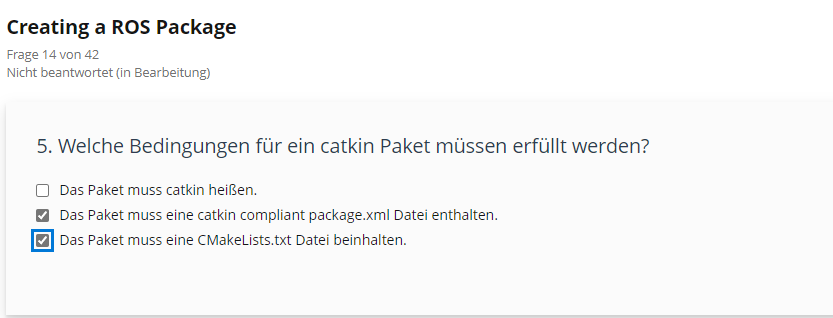 Creating a ROS Package
Frage 14 von 42
Nicht beantwortet (in Bearbeitung)
5. Welche Bedingungen für ein catkin Paket müssen erfüllt werden?
Das Paket muss catkin heißen.
Das Paket muss eine catkin compliant package.xml Datei enthalten.
Das Paket muss eine CMakeLists.txt Datei beinhalten.